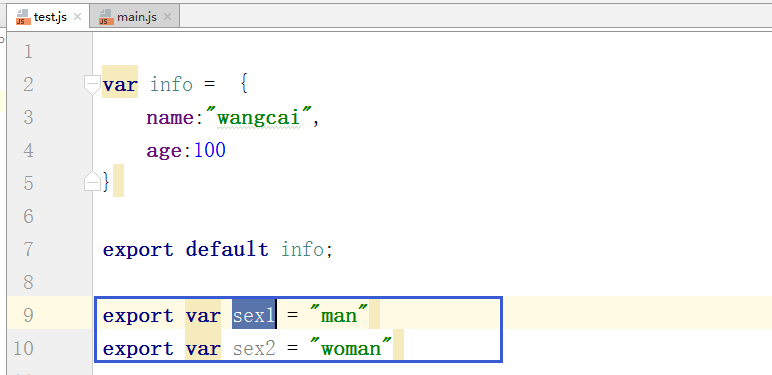 test.js main.js
1
2 var info = {
3 name:"wangcai",
4 age:100
5 }
6
7 export default info;
8
9 export var sex1 = "man"
10 export var sex2 = "woman"